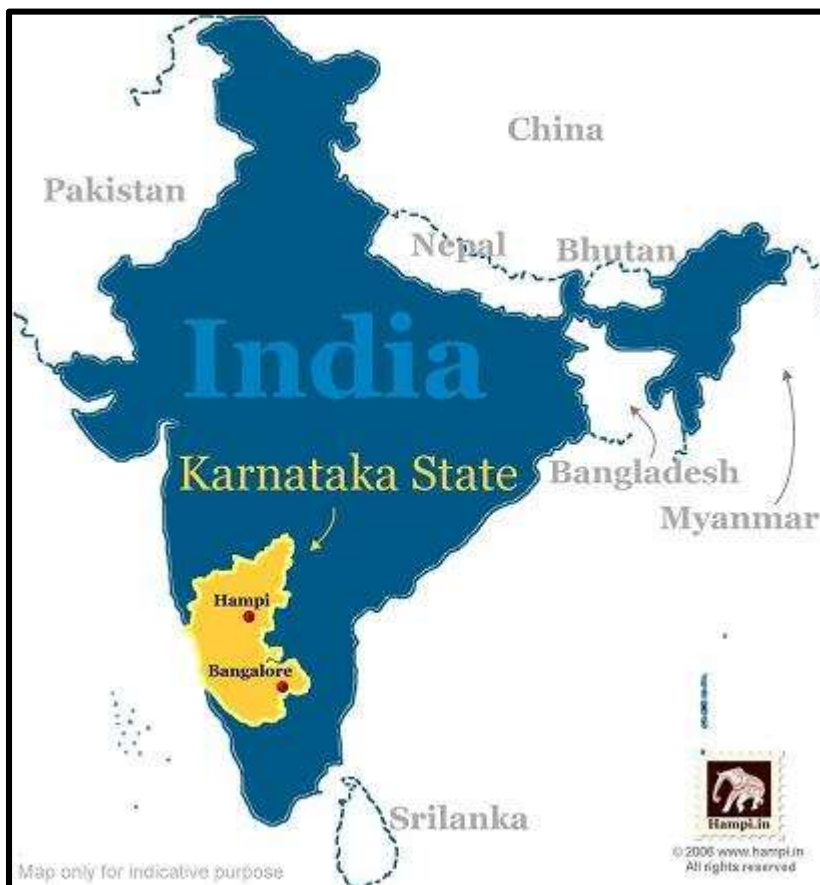 China
Pakistan
Nepal
Bhutan
India
Karnataka State
Bangladesh
Myanmar
Hampi
Bangalore
Srilanka
Hampi.in
© 2006 www.hampi.in
All rights reserved
Map only for indicative purpose